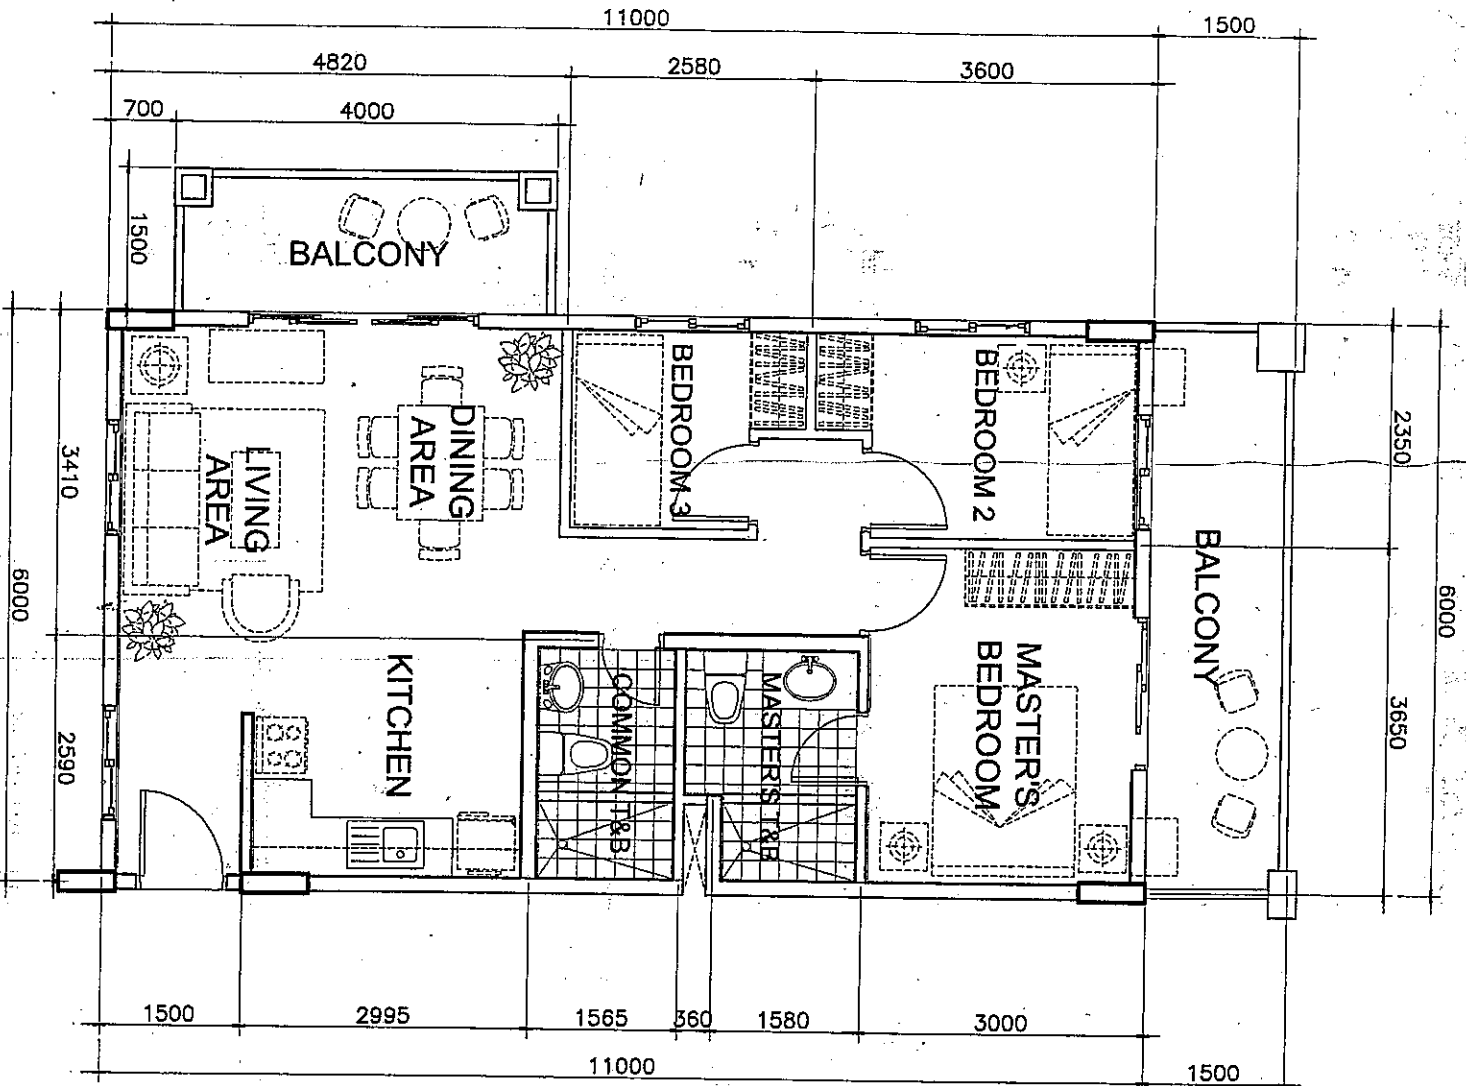 11000
1500
4820
2580
3600
700
4000
1500
BALCONY
BEDROOM 3
BEDROOM 2
2350
3410
LIVING
AREA
DINING
AREA
BALCONY
6000
6000
KITCHEN
COMMON T&B
MASTER'S T&B
MASTER'S
BEDROOM
3650
2590
1500
2995
1565
360
1580
3000
11000
1500